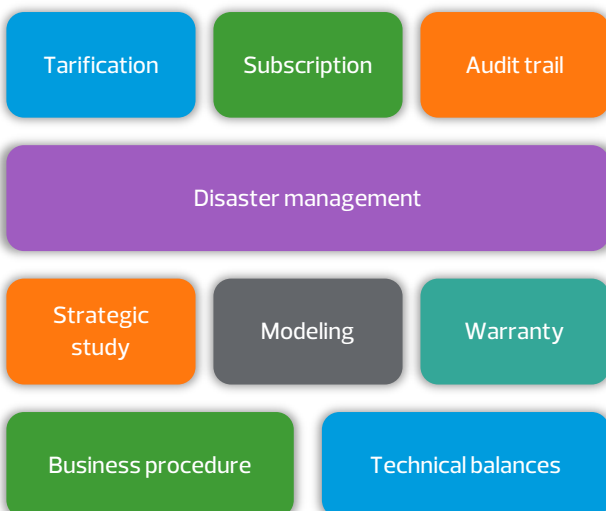 Tarification
Subscription
Audit trail
Disaster management
Strategic
study
Modeling
Warranty
Business procedure
Technical balances